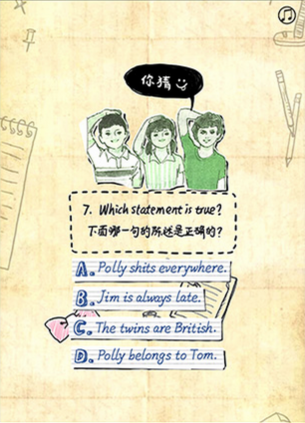 你猜
7. Which statement is true?
下面哪一句的陈述是正确的?
A. Polly shits everywhere.
B. Jim is always late.
C. The twins are British.
D. Polly belongs to Tom.